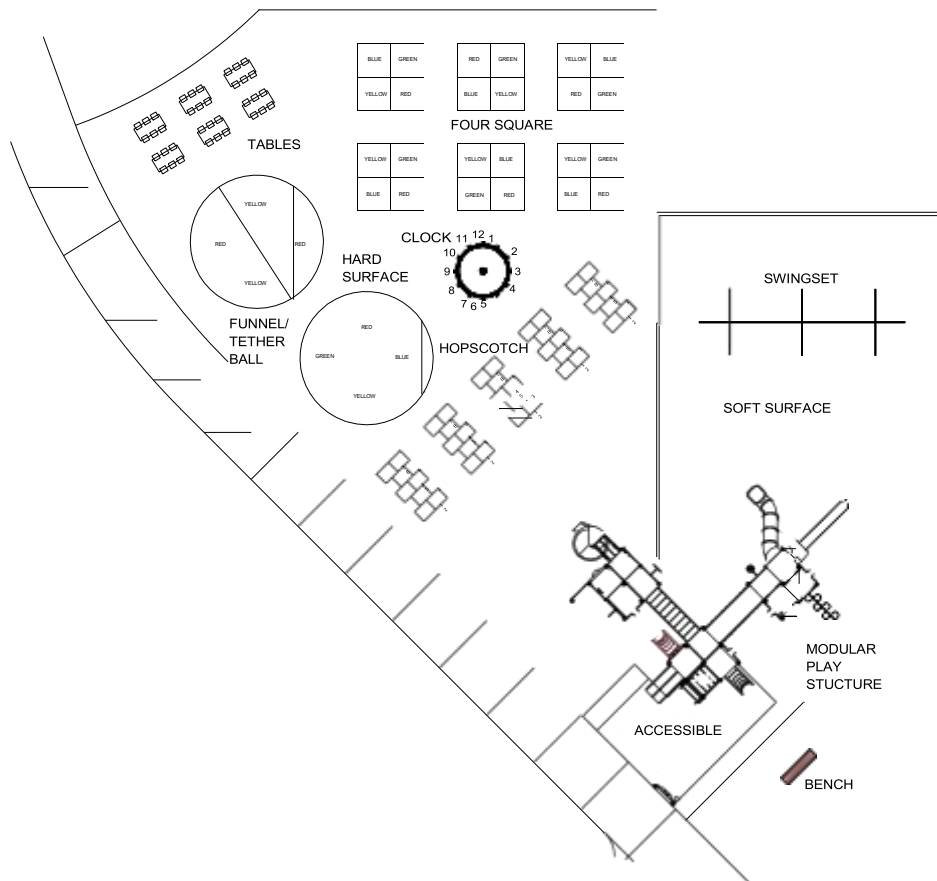 BLUE GREEN RED GREEN YELLOW BLUE
YELLOW RED BLUE YELLOW RED GREEN
FOUR SQUARE
TABLES
YELLOW GREEN YELLOW BLUE YELLOW GREEN
BLUE RED GREEN RED BLUE RED
YELLOW
RED RED
YELLOW
FUNNEL/
TETHER
BALL
CLOCK
12 1 2 3 4 5 6 7 8 9 10 11
HARD
SURFACE
RED
GREEN BLUE
YELLOW
HOPSCOTCH
SWINGSET
SOFT SURFACE
MODULAR
PLAY
STUCTURE
ACCESSIBLE
BENCH